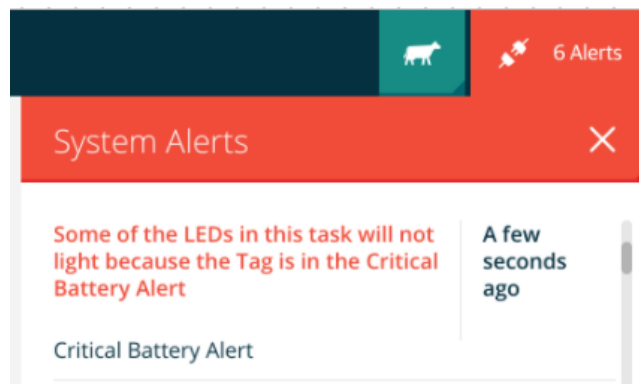 6 Alerts
System Alerts
Some of the LEDs in this task will not
light because the Tag is in the Critical
Battery Alert
A few
seconds
ago
Critical Battery Alert